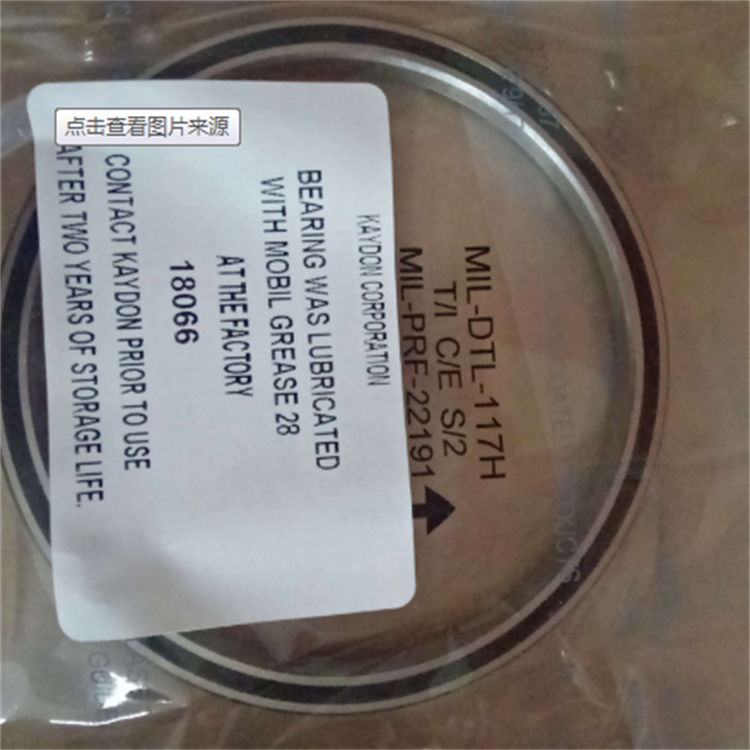 点击查看图片来源
KAYDON CORPORATION
BEARING WAS LUBRICATED
WITH MOBIL GREASE 28
AT THE FACTORY
18066
CONTACT KAYDON PRIOR TO USE
AFTER TWO YEARS OF STORAGE LIFE.
MIL-DTL-117H
T/I C/E S/2
MIL-PRF-22191